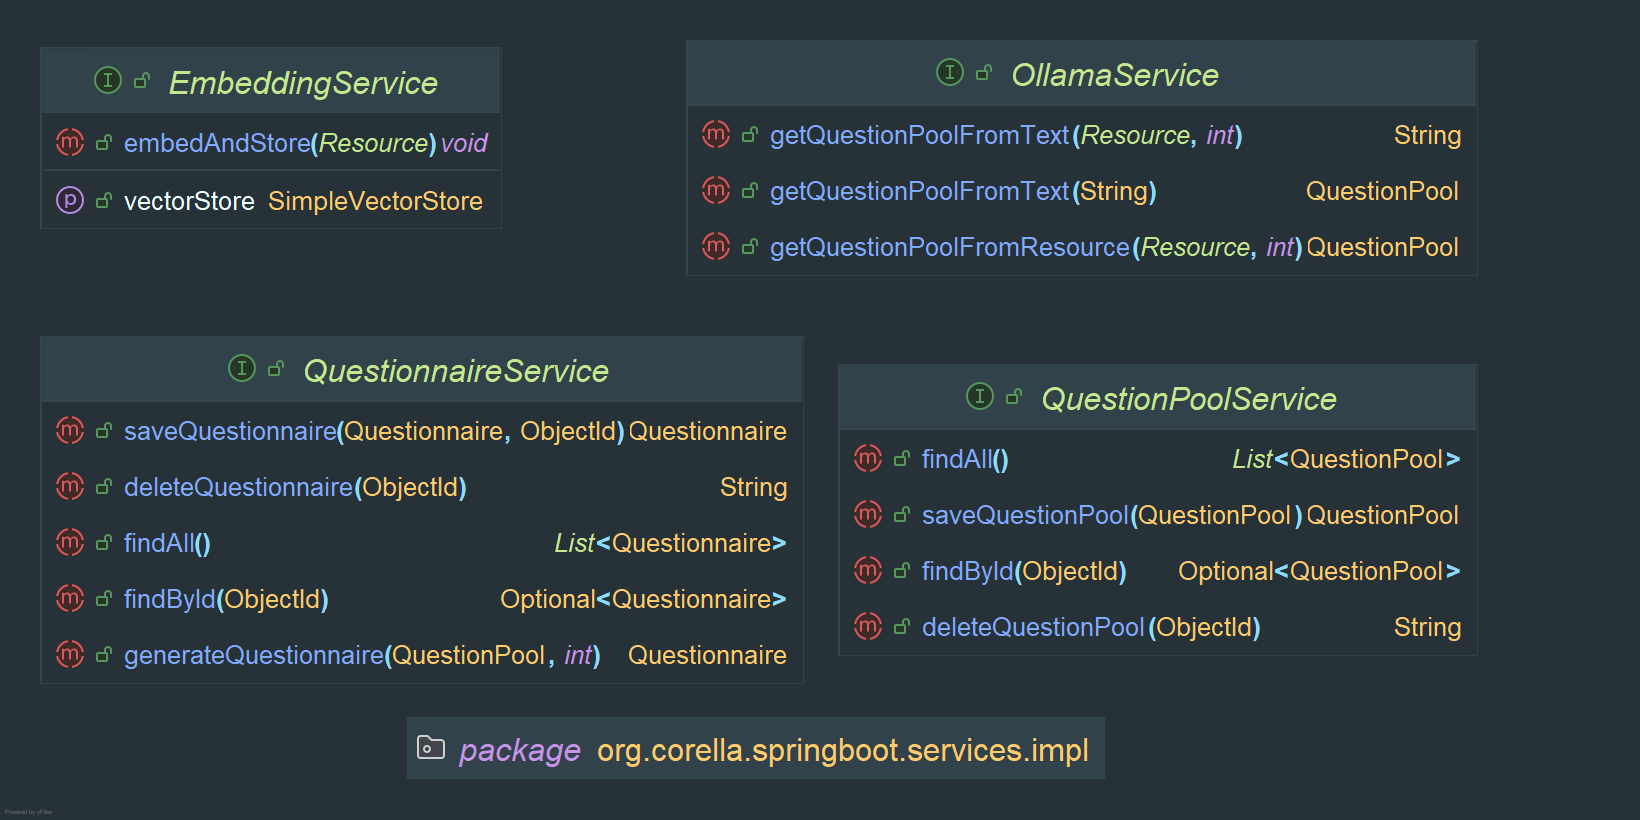 EmbeddingService
embedAndStore(Resource) void
vectorStore SimpleVectorStore
OllamaService
getQuestionPoolFromText(Resource, int) String
getQuestionPoolFromText(String) QuestionPool
getQuestionPoolFromResource(Resource, int) QuestionPool
QuestionnaireService
saveQuestionnaire(Questionnaire, ObjectId) Questionnaire
deleteQuestionnaire(ObjectId) String
findAll() List<Questionnaire>
findById(ObjectId) Optional<Questionnaire>
generateQuestionnaire(QuestionPool, int) Questionnaire
QuestionPoolService
findAll() List<QuestionPool>
saveQuestionPool(QuestionPool) QuestionPool
findById(ObjectId) Optional<QuestionPool>
deleteQuestionPool(ObjectId) String
package org.corella.springboot.services.impl
Powered by yFiles